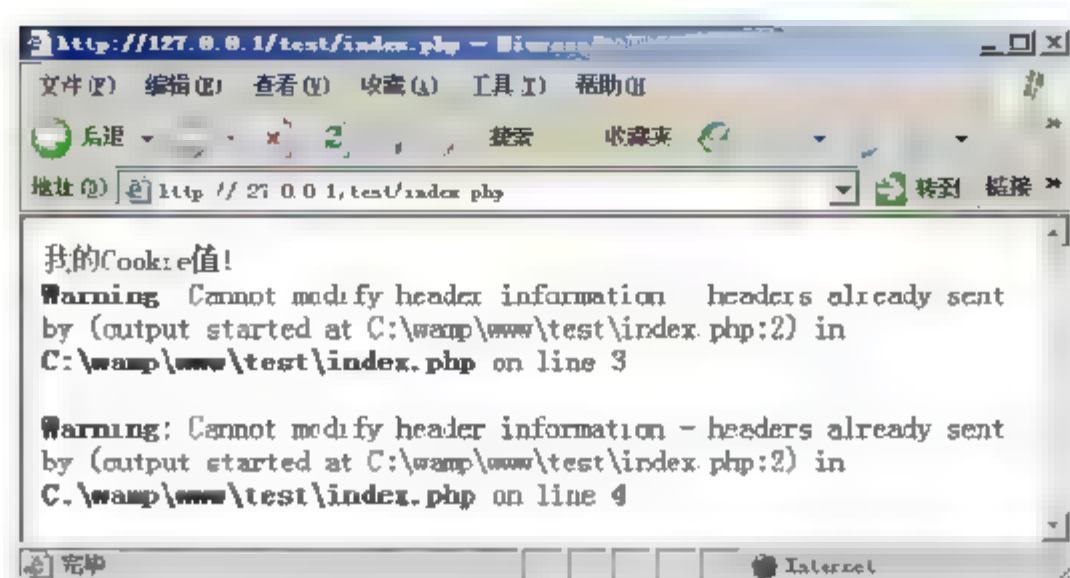 http://127.0.0.1/test/index.php -
文件(F) 编辑(E) 查看(V) 收藏(A) 工具(T) 帮助(H)
后退 搜索 收藏夹
地址(D) http //127 0.0 1/test/index php 转到 链接 »
我的Cookie值!
Warning Cannot modify header information headers already sent
by (output started at C:\wamp\www\test\index.php:2) in
C:\wamp\www\test\index.php on line 3
Warning: Cannot modify header information - headers already sent
by (output started at C:\wamp\www\test\index.php:2) in
C.\wamp\www\test\index.php on line 4
完毕 Internet